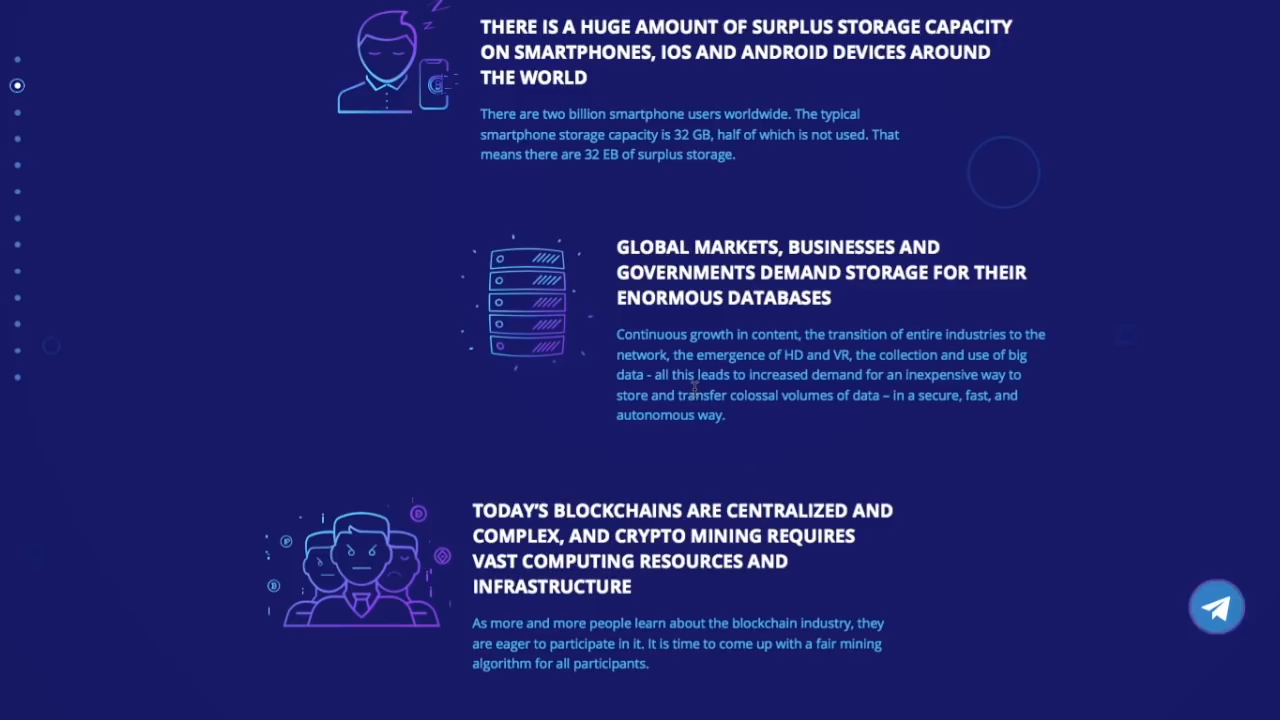 THERE IS A HUGE AMOUNT OF SURPLUS STORAGE CAPACITY
ON SMARTPHONES, IOS AND ANDROID DEVICES AROUND
THE WORLD
There are two billion smartphone users worldwide. The typical
smartphone storage capacity is 32 GB, half of which is not used. That
means there are 32 EB of surplus storage.
GLOBAL MARKETS, BUSINESSES AND
GOVERNMENTS DEMAND STORAGE FOR THEIR
ENORMOUS DATABASES
Continuous growth in content, the transition of entire industries to the
network, the emergence of HD and VR, the collection and use of big
data - all this leads to increased demand for an inexpensive way to
store and transfer colossal volumes of data – in a secure, fast, and
autonomous way.
TODAY’S BLOCKCHAINS ARE CENTRALIZED AND
COMPLEX, AND CRYPTO MINING REQUIRES
VAST COMPUTING RESOURCES AND
INFRASTRUCTURE
As more and more people learn about the blockchain industry, they
are eager to participate in it. It is time to come up with a fair mining
algorithm for all participants.